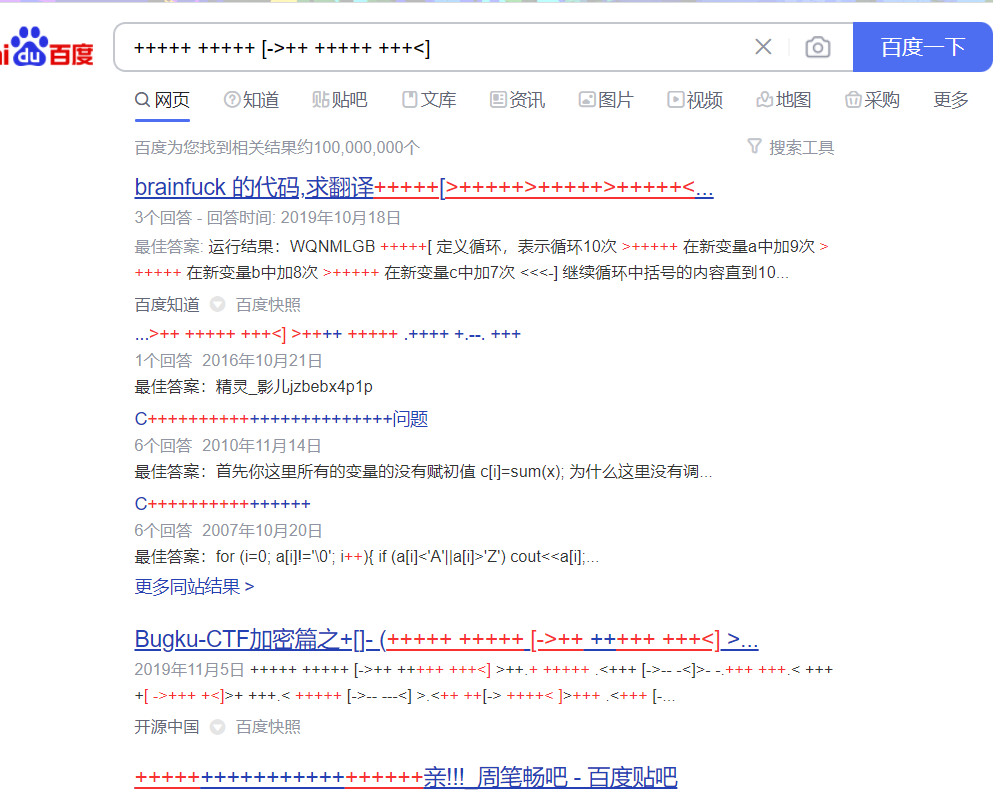 du百度
+++++ +++++ [->++ +++++ +++<]
百度一下
网页 知道 贴吧 文库 资讯 图片 视频 地图 采购 更多
百度为您找到相关结果约100,000,000个 搜索工具
brainfuck 的代码,求翻译+++++[>+++++>+++++>+++++<...
3个回答 - 回答时间: 2019年10月18日
最佳答案: 运行结果：WQNMLGB +++++[ 定义循环，表示循环10次 >+++++ 在新变量a中加9次 >
+++++ 在新变量b中加8次 >+++++ 在新变量c中加7次 <<<-] 继续循环中括号的内容直到10...
百度知道 百度快照
...>++ +++++ +++<] >++++ +++++ .++++ +.--. +++
1个回答 2016年10月21日
最佳答案：精灵_影儿jzbebx4p1p
C++++++++++++++++++++++++问题
6个回答 2010年11月14日
最佳答案：首先你这里所有的变量的没有赋初值 c[i]=sum(x); 为什么这里没有调...
C++++++++++++++++
6个回答 2007年10月20日
最佳答案：for (i=0; a[i]!='\0'; i++){ if (a[i]<'A'||a[i]>'Z') cout<<a[i];...
更多同站结果 >
Bugku-CTF加密篇之+[]- (+++++ +++++ [->++ +++++ +++<] >...
2019年11月5日 +++++ +++++ [->++ +++++ +++<] >++.+ +++++ .<+++ [->-- -<]>- -.+++ +++.< +++
+[ ->+++ +<]>+ +++.< +++++ [->-- ---<] >.<++ ++[-> ++++< ]>+++ .<+++ [-...
开源中国 百度快照
++++++++++++++++++++++亲!!!_周笔畅吧 - 百度贴吧